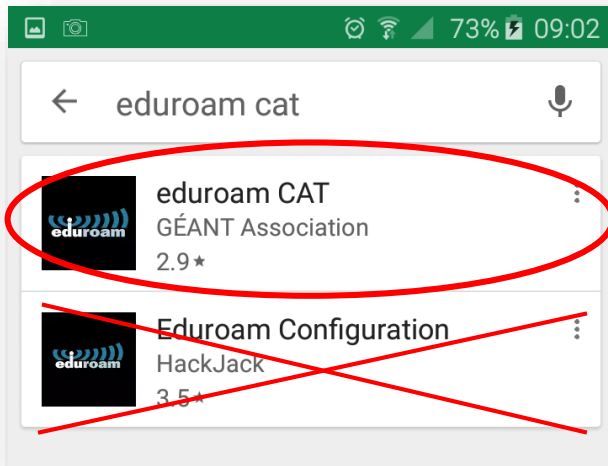 73% 09:02
eduroam cat
eduroam CAT
eduroam
GÉANT Association
2.9★
Eduroam Configuration
eduroam
HackJack
3.5★